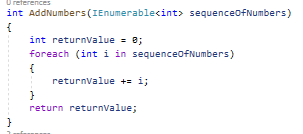 0 references
int AddNumbers(IEnumerable<int> sequenceOfNumbers)
{
int returnValue = 0;
foreach (int i in sequenceOfNumbers)
{
returnValue += i;
}
return returnValue;
}